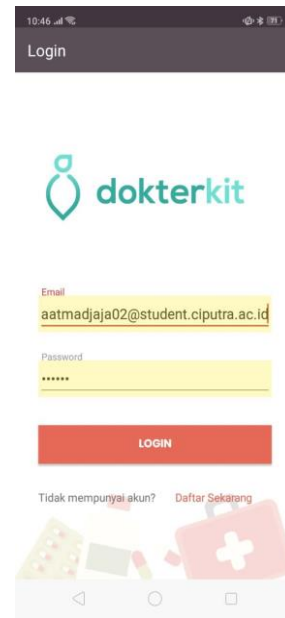 10:46
Login
dokterkit
Email
aatmadjaja02@student.ciputra.ac.id
Password
••••••
LOGIN
Tidak mempunyai akun? Daftar Sekarang